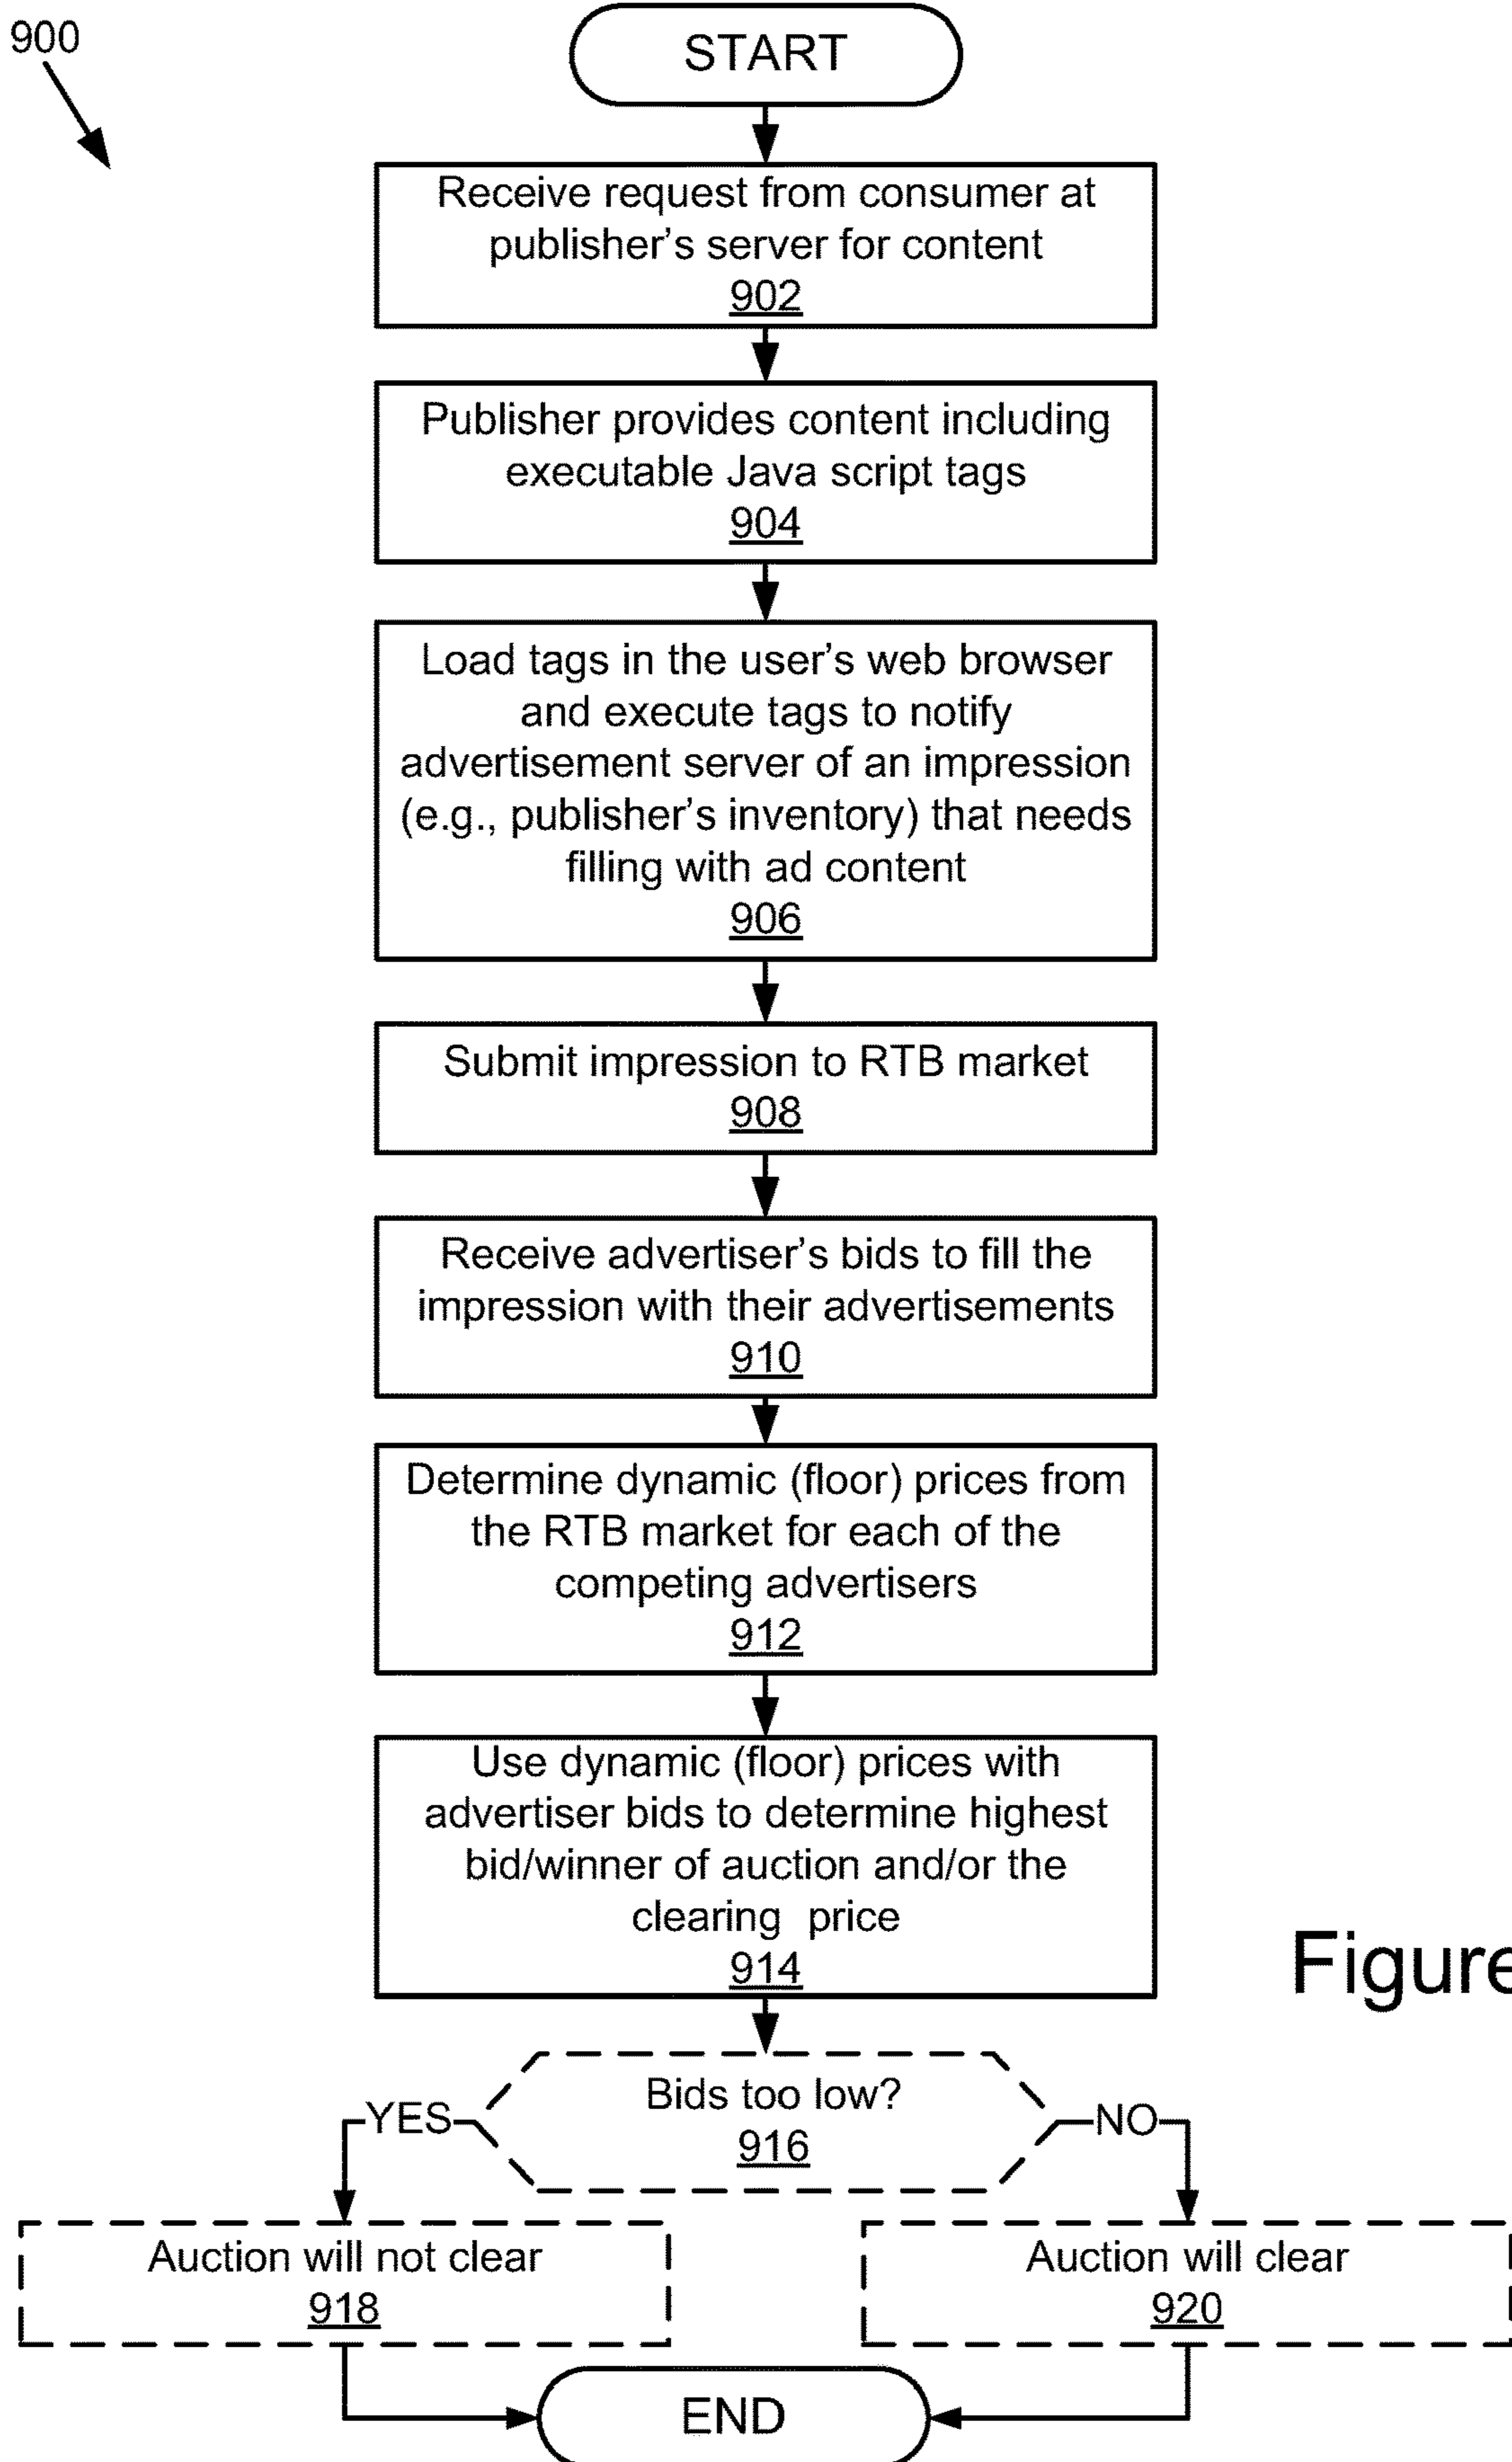 900
START
Receive request from consumer at
publisher's server for content
902
Publisher provides content including
executable Java script tags
904
Load tags in the user's web browser
and execute tags to notify
advertisement server of an impression
(e.g., publisher's inventory) that needs
filling with ad content
906
Submit impression to RTB market
908
Receive advertiser's bids to fill the
impression with their advertisements
910
Determine dynamic (floor) prices from
the RTB market for each of the
competing advertisers
912
Use dynamic (floor) prices with
advertiser bids to determine highest
bid/winner of auction and/or the
clearing price
914
Figure
Bids too low?
916
YES
NO
Auction will not clear
918
Auction will clear
920
END